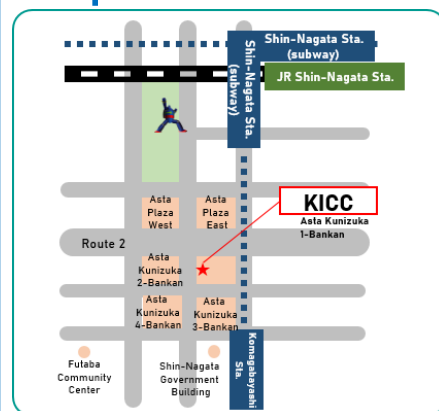 Shin-Nagata Sta.
(subway)
JR Shin-Nagata Sta.
Shin-Nagata Sta.
(subway)
Asta
Plaza
West
Asta
Plaza
East
KICC
Asta Kunizuka
1-Bankan
Route 2
Asta
Kunizuka
2-Bankan
Asta
Kunizuka
4-Bankan
Asta
Kunizuka
3-Bankan
Futaba
Community
Center
Shin-Nagata
Government
Building
Komagabayashi
Sta.